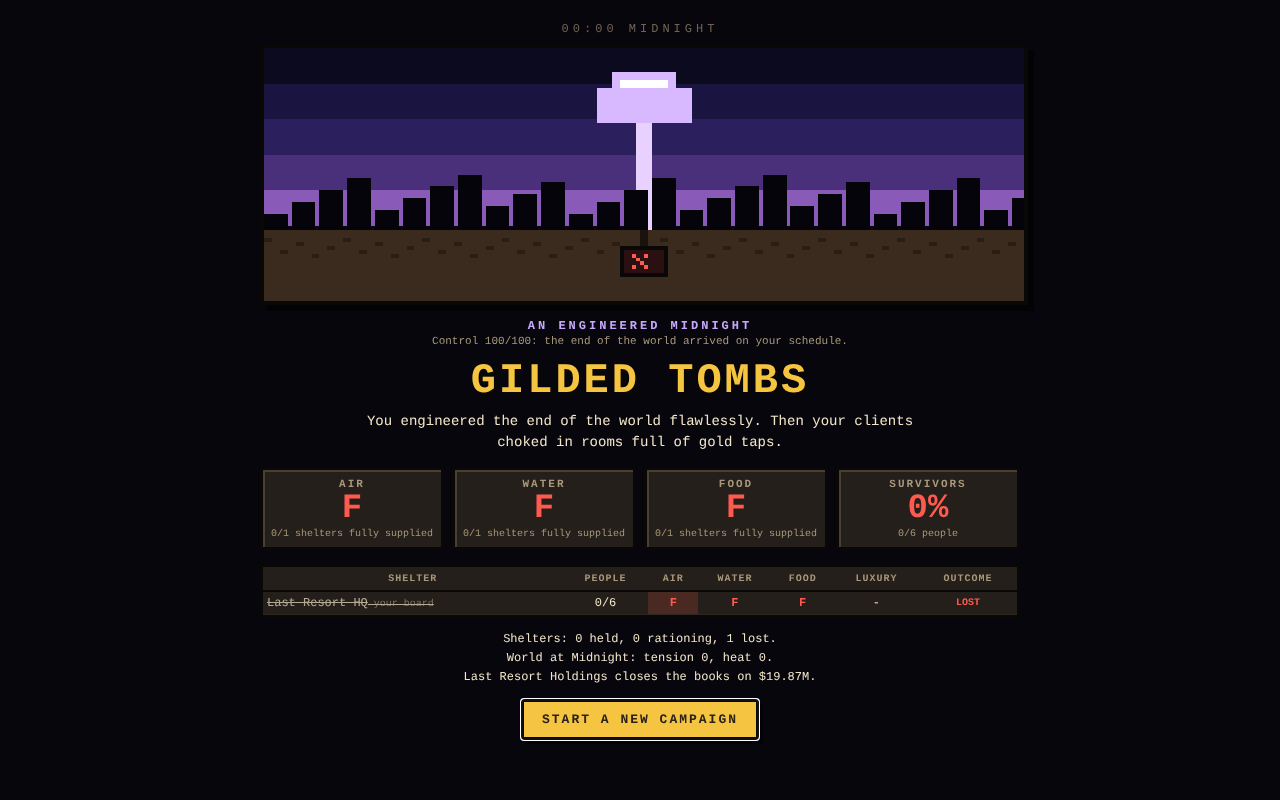 00:00 MIDNIGHT
AN ENGINEERED MIDNIGHT
Control 100/100: the end of the world arrived on your schedule.
GILDED TOMBS
You engineered the end of the world flawlessly. Then your clients
choked in rooms full of gold taps.
AIR WATER FOOD SURVIVORS
F F F 0%
0/1 shelters fully supplied 0/1 shelters fully supplied 0/1 shelters fully supplied 0/6 people
SHELTER PEOPLE AIR WATER FOOD LUXURY OUTCOME
Last Resort HQ your board 0/6 F F F - LOST
Shelters: 0 held, 0 rationing, 1 lost.
World at Midnight: tension 0, heat 0.
Last Resort Holdings closes the books on $19.87M.
START A NEW CAMPAIGN